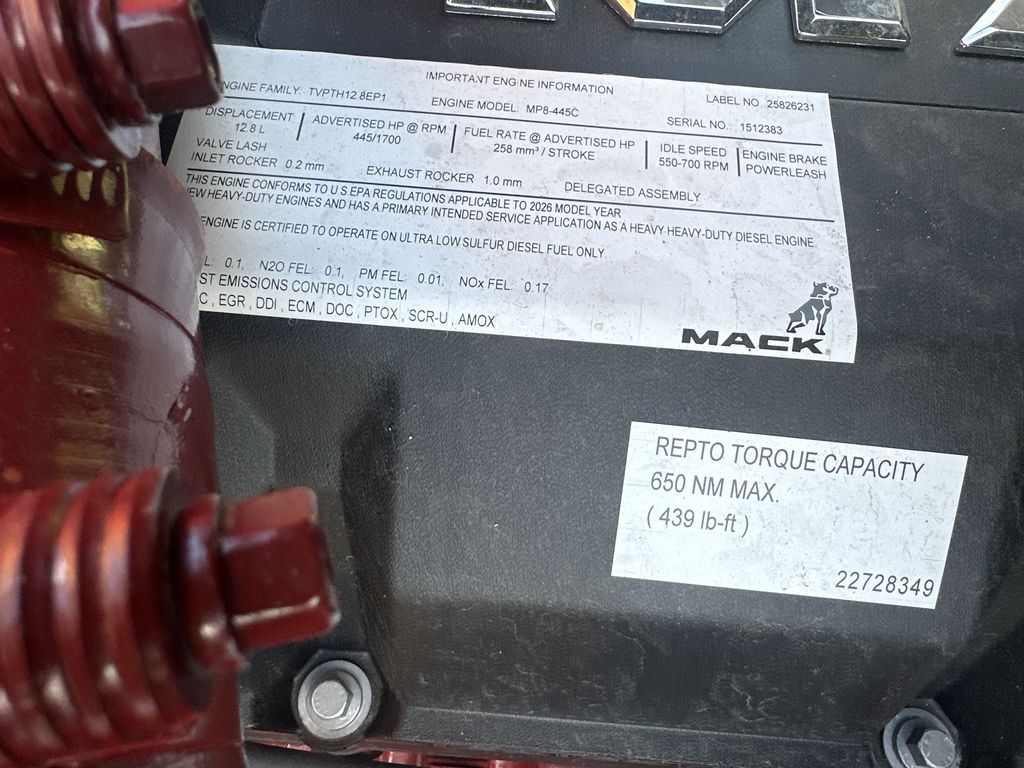 IMPORTANT ENGINE INFORMATION
ENGINE FAMILY: TVPTH12.8EP1 ENGINE MODEL: MP8-445C LABEL NO. 25826231
SERIAL NO.: 1512383
DISPLACEMENT 12.8 L ADVERTISED HP @ RPM 445/1700 FUEL RATE @ ADVERTISED HP 258 mm³ / STROKE IDLE SPEED 550-700 RPM ENGINE BRAKE POWERLEASH
VALVE LASH
INLET ROCKER 0.2 mm EXHAUST ROCKER 1.0 mm DELEGATED ASSEMBLY
THIS ENGINE CONFORMS TO U S EPA REGULATIONS APPLICABLE TO 2026 MODEL YEAR
NEW HEAVY-DUTY ENGINES AND HAS A PRIMARY INTENDED SERVICE APPLICATION AS A HEAVY HEAVY-DUTY DIESEL ENGINE.
ENGINE IS CERTIFIED TO OPERATE ON ULTRA LOW SULFUR DIESEL FUEL ONLY.
L: 0.1, N2O FEL: 0.1, PM FEL: 0.01, NOx FEL: 0.17
ST EMISSIONS CONTROL SYSTEM
C, EGR, DDI, ECM, DOC, PTOX, SCR-U, AMOX
MACK®
REPTO TORQUE CAPACITY
650 NM MAX.
( 439 lb-ft )
22728349